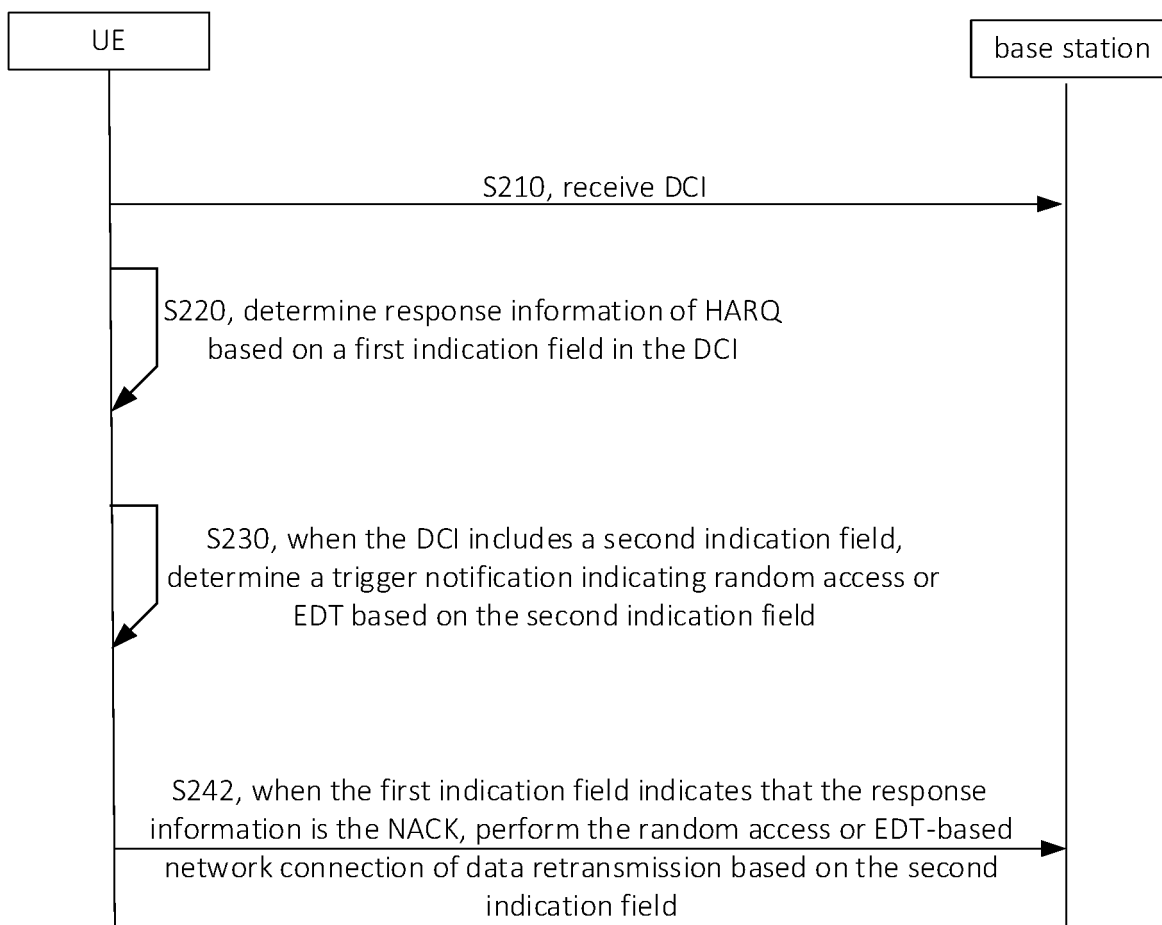 UE
base station
S210, receive DCI
S220, determine response information of HARQ
based on a first indication field in the DCI
S230, when the DCI includes a second indication field,
determine a trigger notification indicating random access or
EDT based on the second indication field
S242, when the first indication field indicates that the response
information is the NACK, perform the random access or EDT-based
network connection of data retransmission based on the second
indication field